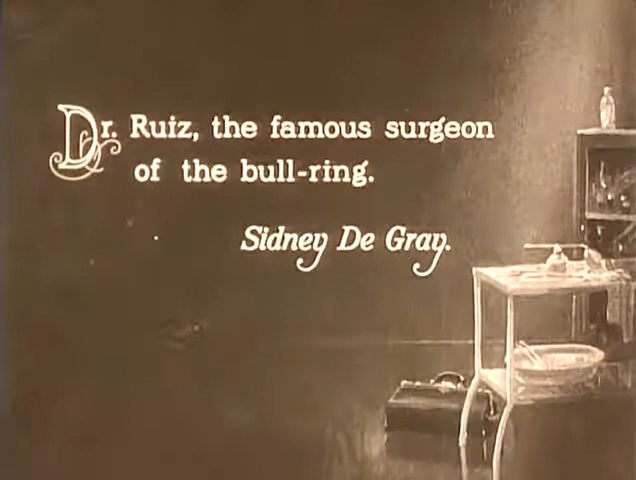 Dr. Ruiz, the famous surgeon
of the bull-ring.
Sidney De Gray.